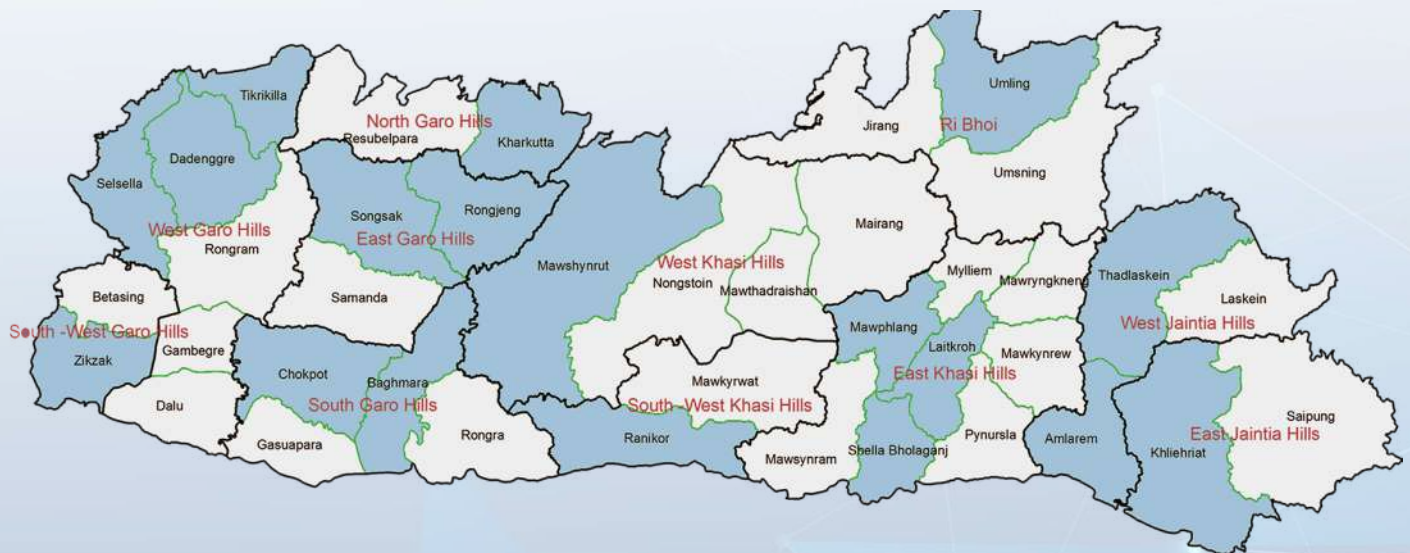 Umling
Tikrikilla
North Garo Hills
Jirang
Ri Bhoi
Resubelpara
Kharkutta
Dadenggre
Umsning
Selsella
Songsak
Rongjeng
Mairang
West Garo Hills
East Garo Hills
Rongram
West Khasi Hills
Mawshynrut
Mylliem
Mawryngkneng
Thadlaskein
Nongstoin
Mawthadraishan
Betasing
Samanda
Laskein
South -West Garo Hills
Mawphlang
West Jaintia Hills
Zikzak
Gambegre
Laitkroh
Mawkynrew
Chokpot
Baghmara
Mawkyrwat
East Khasi Hills
Dalu
South Garo Hills
South -West Khasi Hills
Saipung
Gasuapara
Rongra
Ranikor
Mawsynram
Shella Bholaganj
Pynursla
Amlarem
East Jaintia Hills
Khliehriat